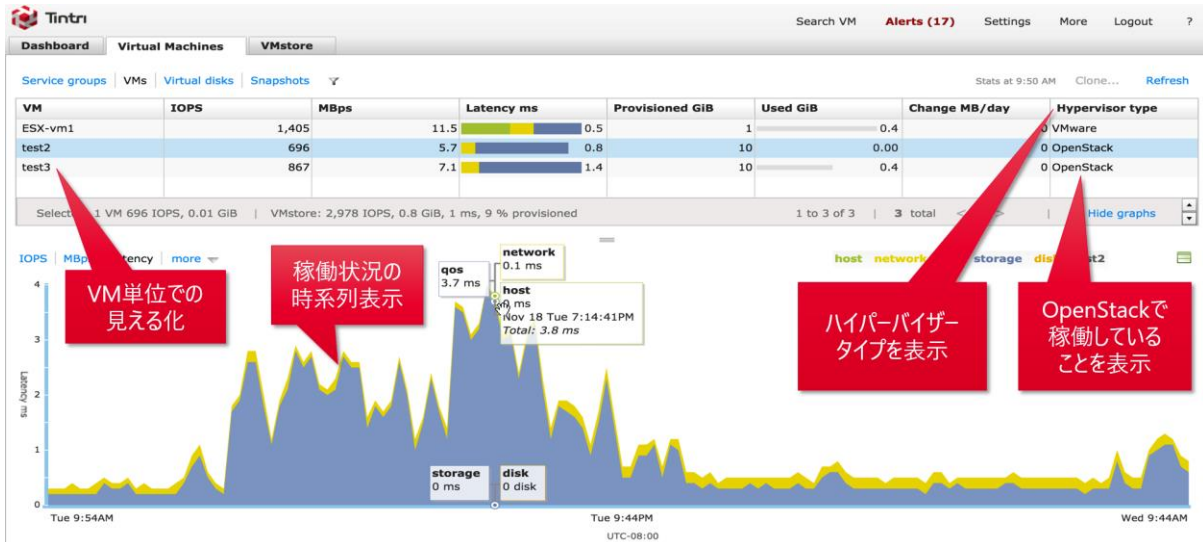 Tintri
Search VM Alerts (17) Settings More Logout ?
Dashboard Virtual Machines VMstore
Service groups VMs Virtual disks Snapshots
Stats at 9:50 AM Clone... Refresh
VM IOPS MBps Latency ms Provisioned GiB Used GiB Change MB/day Hypervisor type
ESX-vm1 1,405 11.5 0.5 1 0.4 0 VMware
test2 696 5.7 0.8 10 0.00 0 OpenStack
test3 867 7.1 1.4 10 0.4 0 OpenStack
1 VM 696 IOPS, 0.01 GiB | VMstore: 2,978 IOPS, 0.8 GiB, 1 ms, 9 % provisioned 1 to 3 of 3 | 3 total < | Hide graphs
IOPS more
host network storage
VM単位での
見える化
稼働状況の
時系列表示
ハイパーバイザー
タイプを表示
OpenStackで
稼働している
ことを表示
network
0.1 ms
qos
3.7 ms
host
ms
Nov 18 Tue 7:14:41PM
Total: 3.8 ms
storage
0 ms
disk
0 disk
Latency ms
4
3
2
1
0
Tue 9:54AM Tue 9:44PM Wed 9:44AM
UTC-08:00